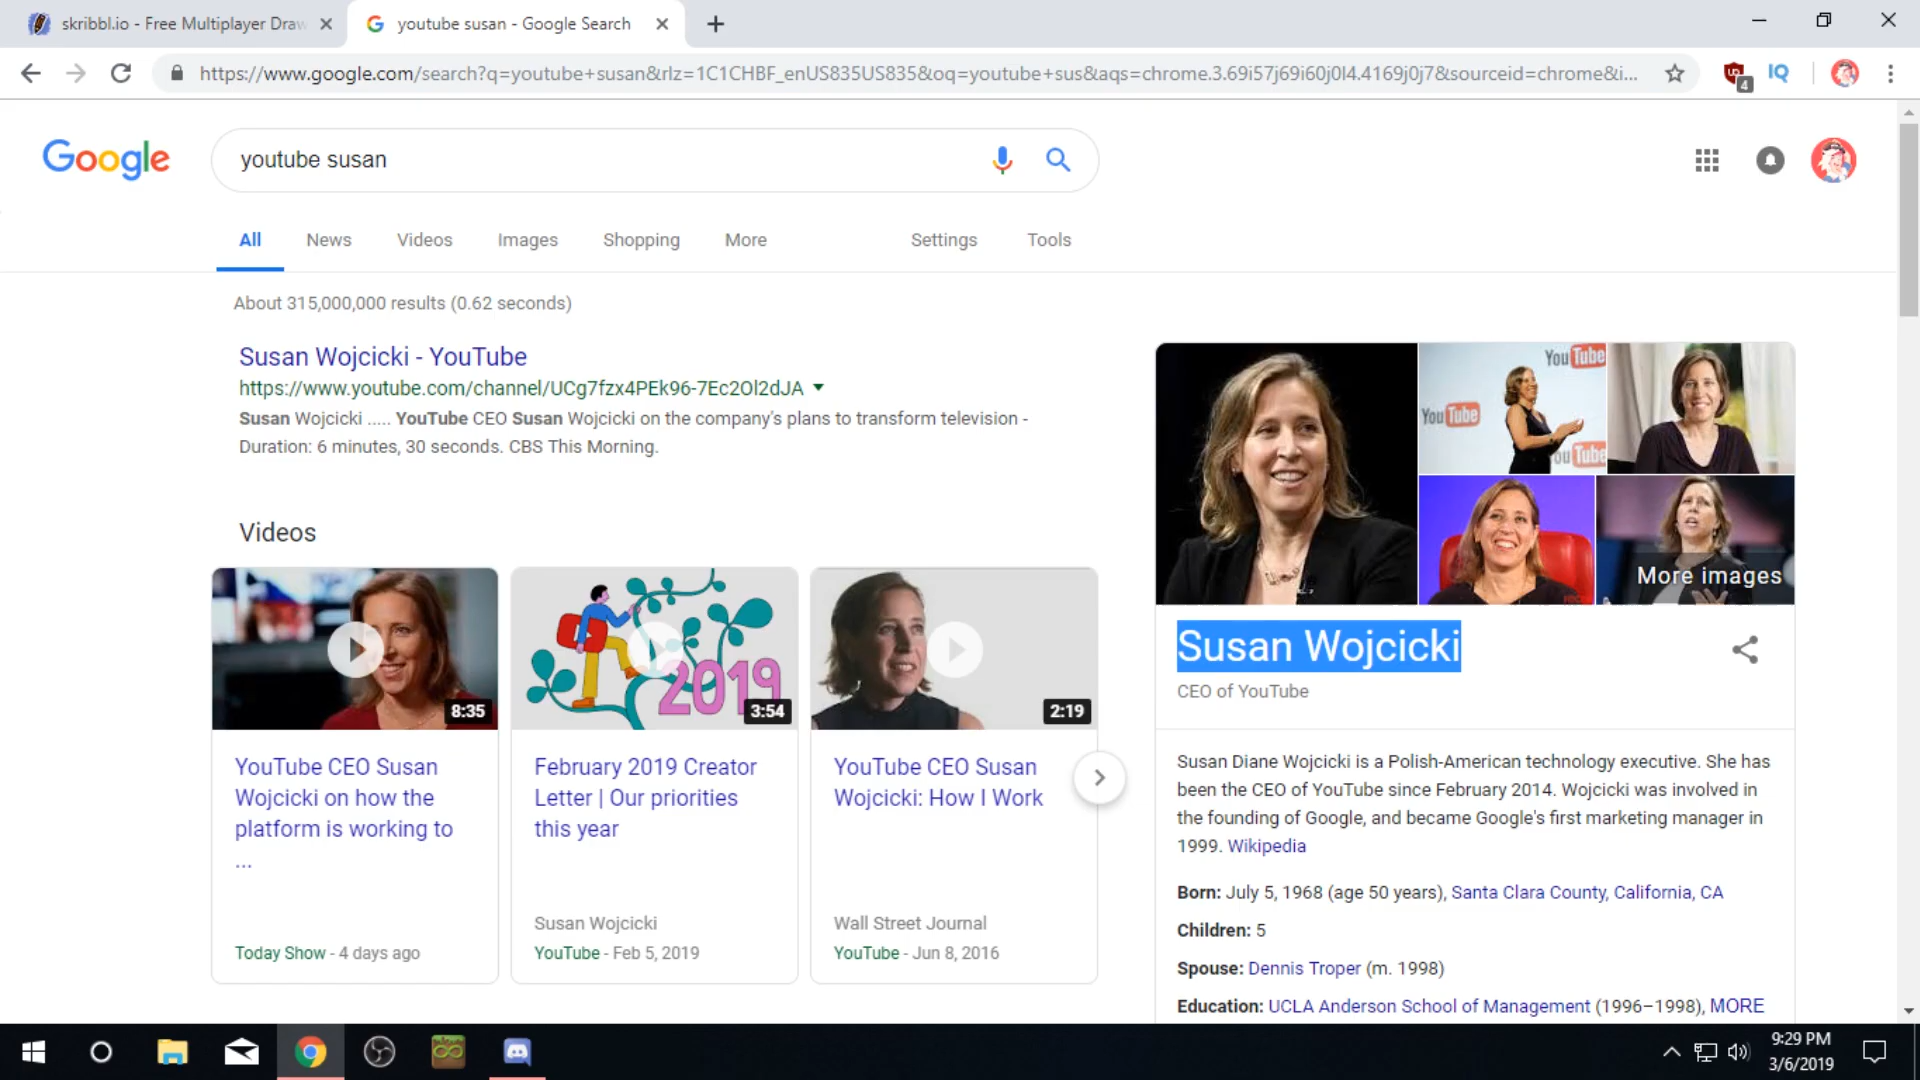 skribbl.io - Free Multiplayer Draw
youtube susan - Google Search
https://www.google.com/search?q=youtube+susan&rlz=1C1CHBF_enUS835US835&oq=youtube+sus&aqs=chrome.3.69i57j69i60j0l4.4169j0j7&sourceid=chrome&i...
4
IQ
Google
youtube susan
All
News
Videos
Images
Shopping
More
Settings
Tools
About 315,000,000 results (0.62 seconds)
Susan Wojcicki - YouTube
https://www.youtube.com/channel/UCg7fzx4PEk96-7Ec2Ol2dJA
Susan Wojcicki ..... YouTube CEO Susan Wojcicki on the company's plans to transform television -
Duration: 6 minutes, 30 seconds. CBS This Morning.
Videos
8:35
YouTube CEO Susan
Wojcicki on how the
platform is working to
...
Today Show - 4 days ago
2019
3:54
February 2019 Creator
Letter | Our priorities
this year
Susan Wojcicki
YouTube - Feb 5, 2019
2:19
YouTube CEO Susan
Wojcicki: How I Work
Wall Street Journal
YouTube - Jun 8, 2016
YouTube
YouTube
ouTube
More images
Susan Wojcicki
CEO of YouTube
Susan Diane Wojcicki is a Polish-American technology executive. She has
been the CEO of YouTube since February 2014. Wojcicki was involved in
the founding of Google, and became Google's first marketing manager in
1999. Wikipedia
Born: July 5, 1968 (age 50 years), Santa Clara County, California, CA
Children: 5
Spouse: Dennis Troper (m. 1998)
Education: UCLA Anderson School of Management (1996–1998), MORE
9:29 PM
3/6/2019